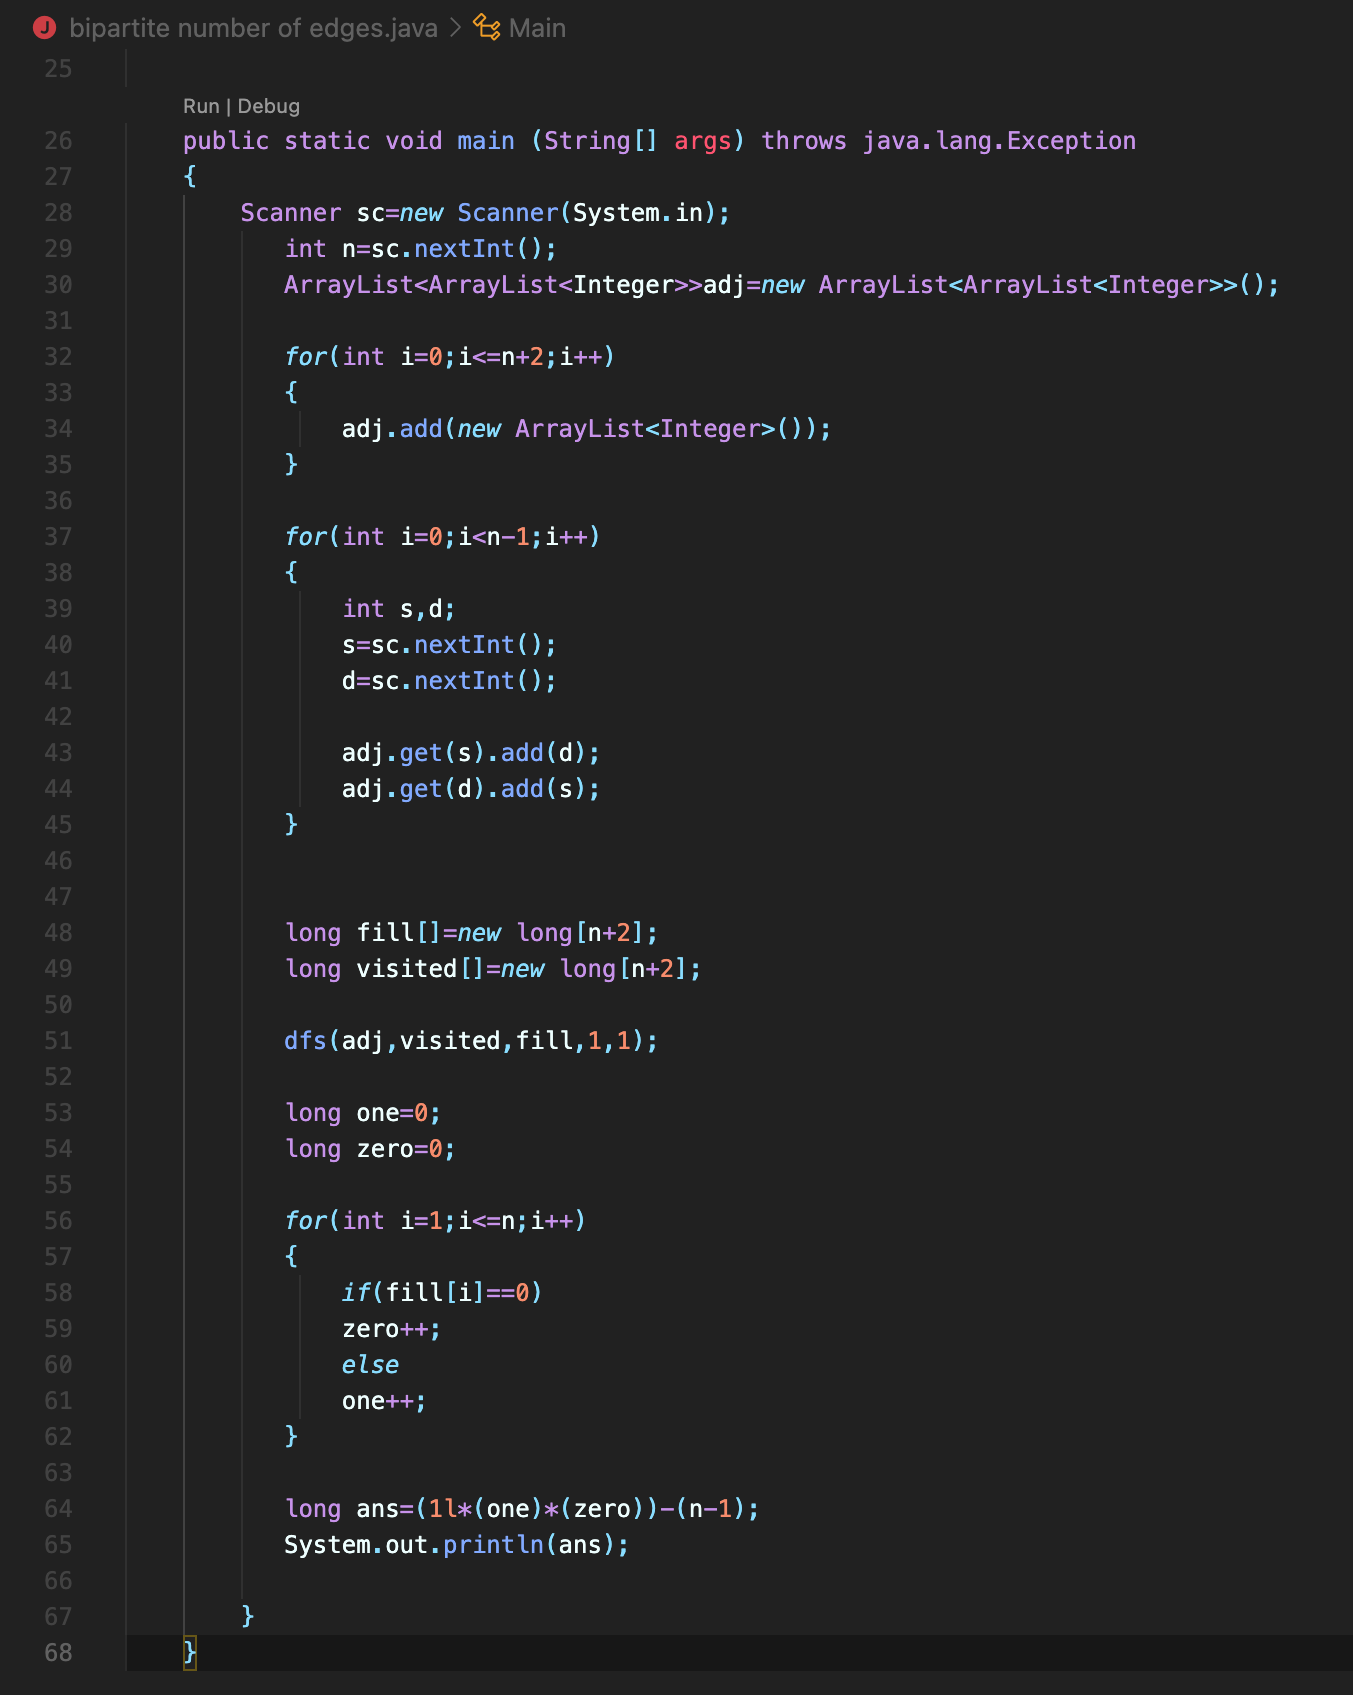 bipartite number of edges.java > Main
25
Run | Debug
26 public static void main (String[] args) throws java.lang.Exception
27 {
28 Scanner sc=new Scanner(System.in);
29 int n=sc.nextInt();
30 ArrayList<ArrayList<Integer>>adj=new ArrayList<ArrayList<Integer>>();
31
32 for(int i=0;i<=n+2;i++)
33 {
34 adj.add(new ArrayList<Integer>());
35 }
36
37 for(int i=0;i<n-1;i++)
38 {
39 int s,d;
40 s=sc.nextInt();
41 d=sc.nextInt();
42
43 adj.get(s).add(d);
44 adj.get(d).add(s);
45 }
46
47
48 long fill[]=new long[n+2];
49 long visited[]=new long[n+2];
50
51 dfs(adj,visited,fill,1,1);
52
53 long one=0;
54 long zero=0;
55
56 for(int i=1;i<=n;i++)
57 {
58 if(fill[i]==0)
59 zero++;
60 else
61 one++;
62 }
63
64 long ans=(1l*(one)*(zero))-(n-1);
65 System.out.println(ans);
66
67 }
68 }